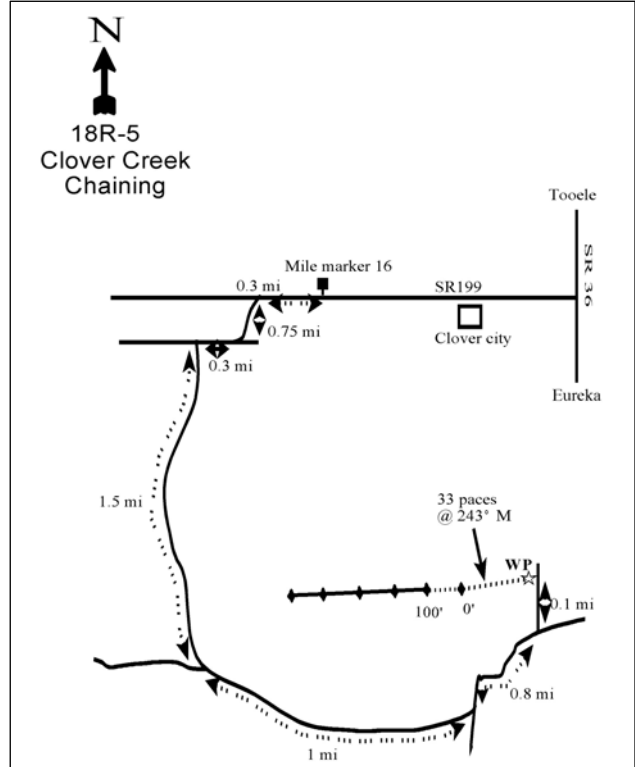 N
18R-5
Clover Creek
Chaining
Tooele
SR 36
Mile marker 16
0.3 mi
SR199
0.75 mi
Clover city
0.3 mi
Eureka
1.5 mi
33 paces
@ 243° M
WP
100'
0'
0.1 mi
0.8 mi
1 mi